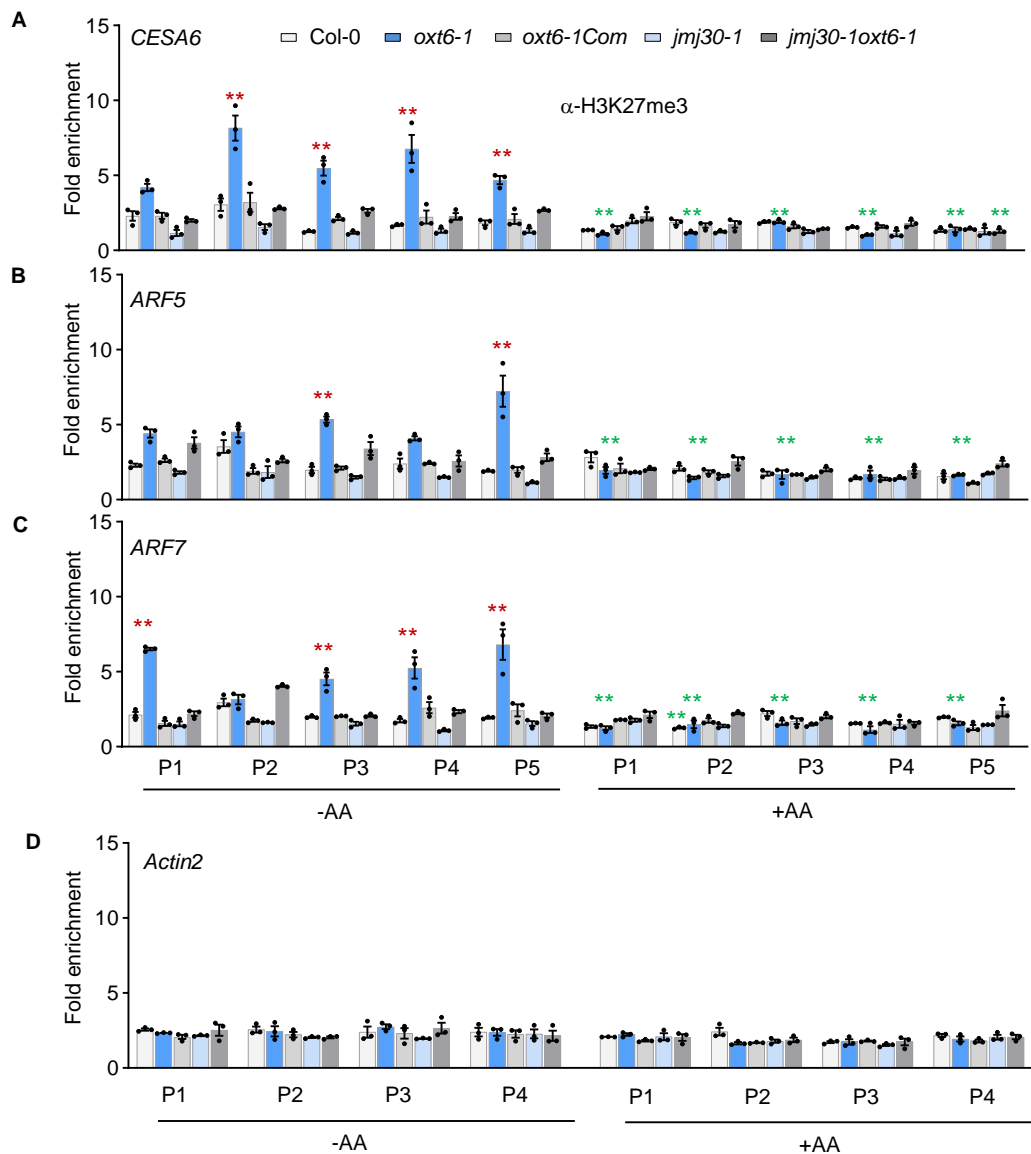 A
CESA6
Col-0 oxt6-1 oxt6-1Com jmj30-1 jmj30-1oxt6-1
α-H3K27me3
Fold enrichment
15
10
5
0
** ** ** **
** ** ** ** ** **
B
ARF5
Fold enrichment
15
10
5
0
** **
** ** ** ** **
C
ARF7
Fold enrichment
15
10
5
0
** ** ** **
** ** ** ** ** **
P1 P2 P3 P4 P5 P1 P2 P3 P4 P5
-AA +AA
D
Actin2
Fold enrichment
15
10
5
0
P1 P2 P3 P4 P1 P2 P3 P4
-AA +AA